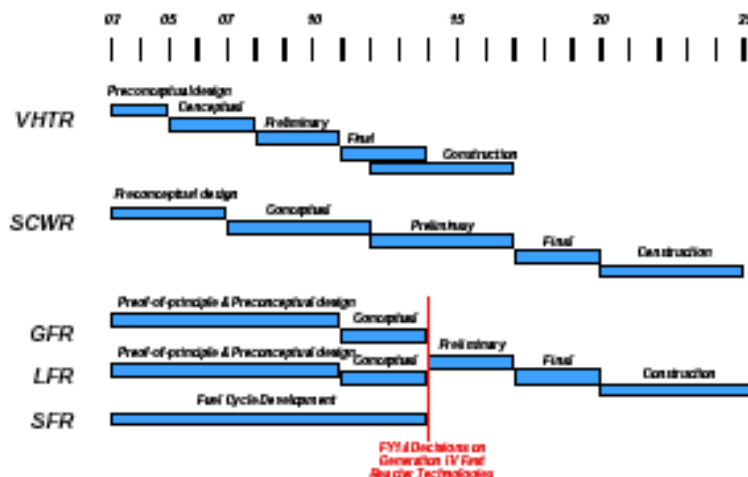 07 05 07 10 15 20
Preconceptual design
VHTR
Conceptual
Preliminary
Final
Construction
Preconceptual design
SCWR
Conceptual
Preliminary
Final
Construction
Proof-of-principle & Preconceptual design
GFR
Conceptual
Preliminary
Proof-of-principle & Preconceptual design
LFR
Conceptual
Final
Construction
Fuel Cycle Development
SFR
FY14 Decisions on
Generation IV Fast
Reactor Technologies